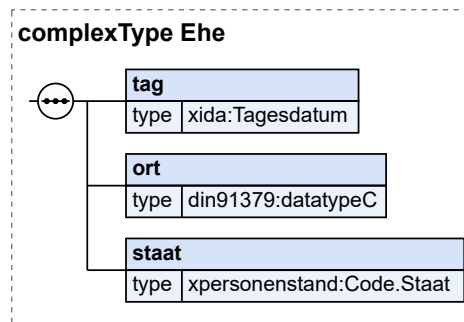 complexType Ehe
tag
type xida:Tagesdatum
ort
type din91379:datatypeC
staat
type xpersonenstand:Code.Staat